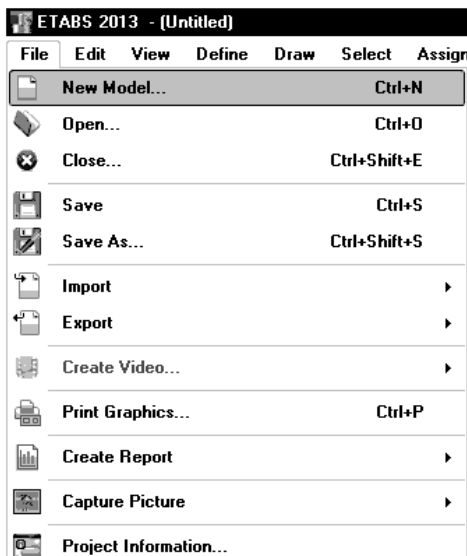 ETABS 2013 - (Untitled)
File Edit View Define Draw Select Assign
New Model... Ctrl+N
Open... Ctrl+O
Close... Ctrl+Shift+E
Save Ctrl+S
Save As... Ctrl+Shift+S
Import
Export
Create Video...
Print Graphics... Ctrl+P
Create Report
Capture Picture
Project Information...